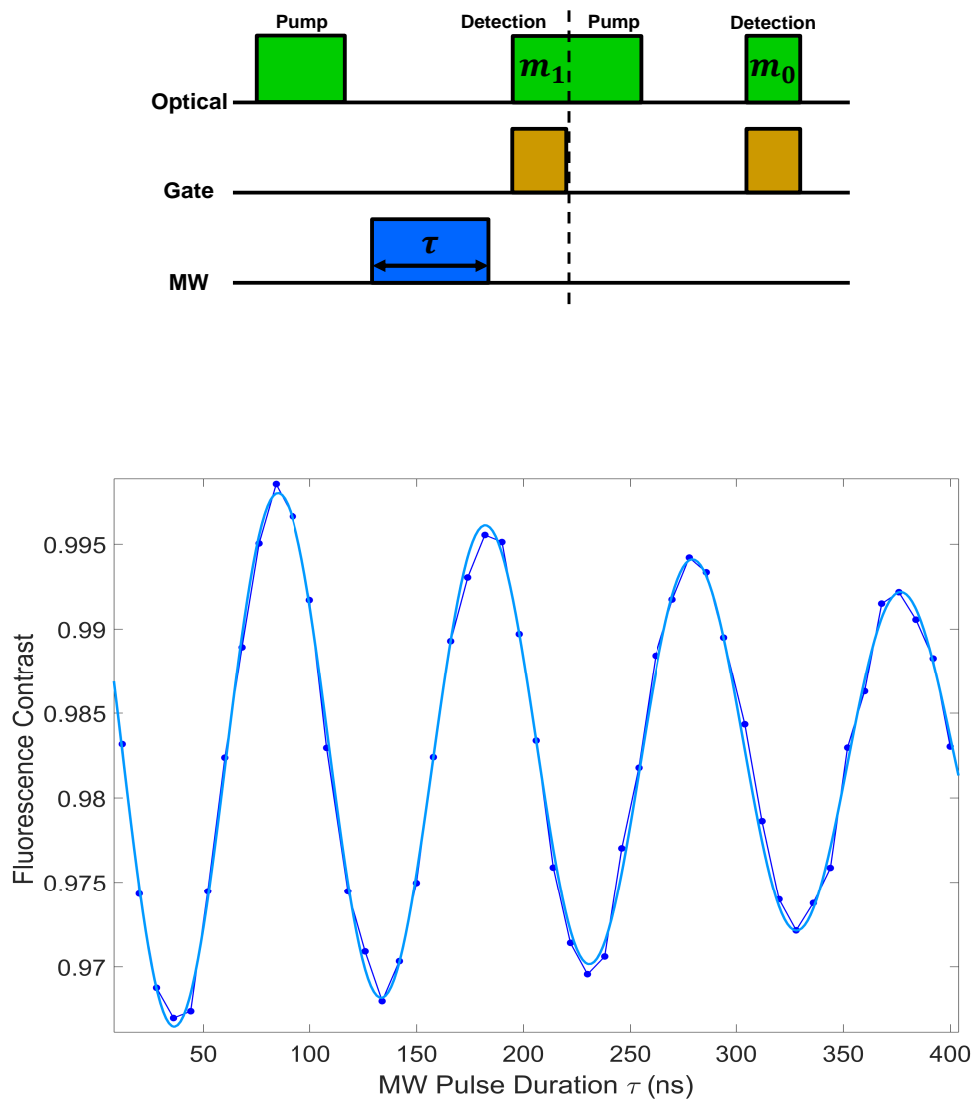 Pump
Detection
Pump
Detection
m₁
m₀
Optical
Gate
τ
MW
0.995
0.99
0.985
0.98
0.975
0.97
Fluorescence Contrast
50
100
150
200
250
300
350
400
MW Pulse Duration τ (ns)